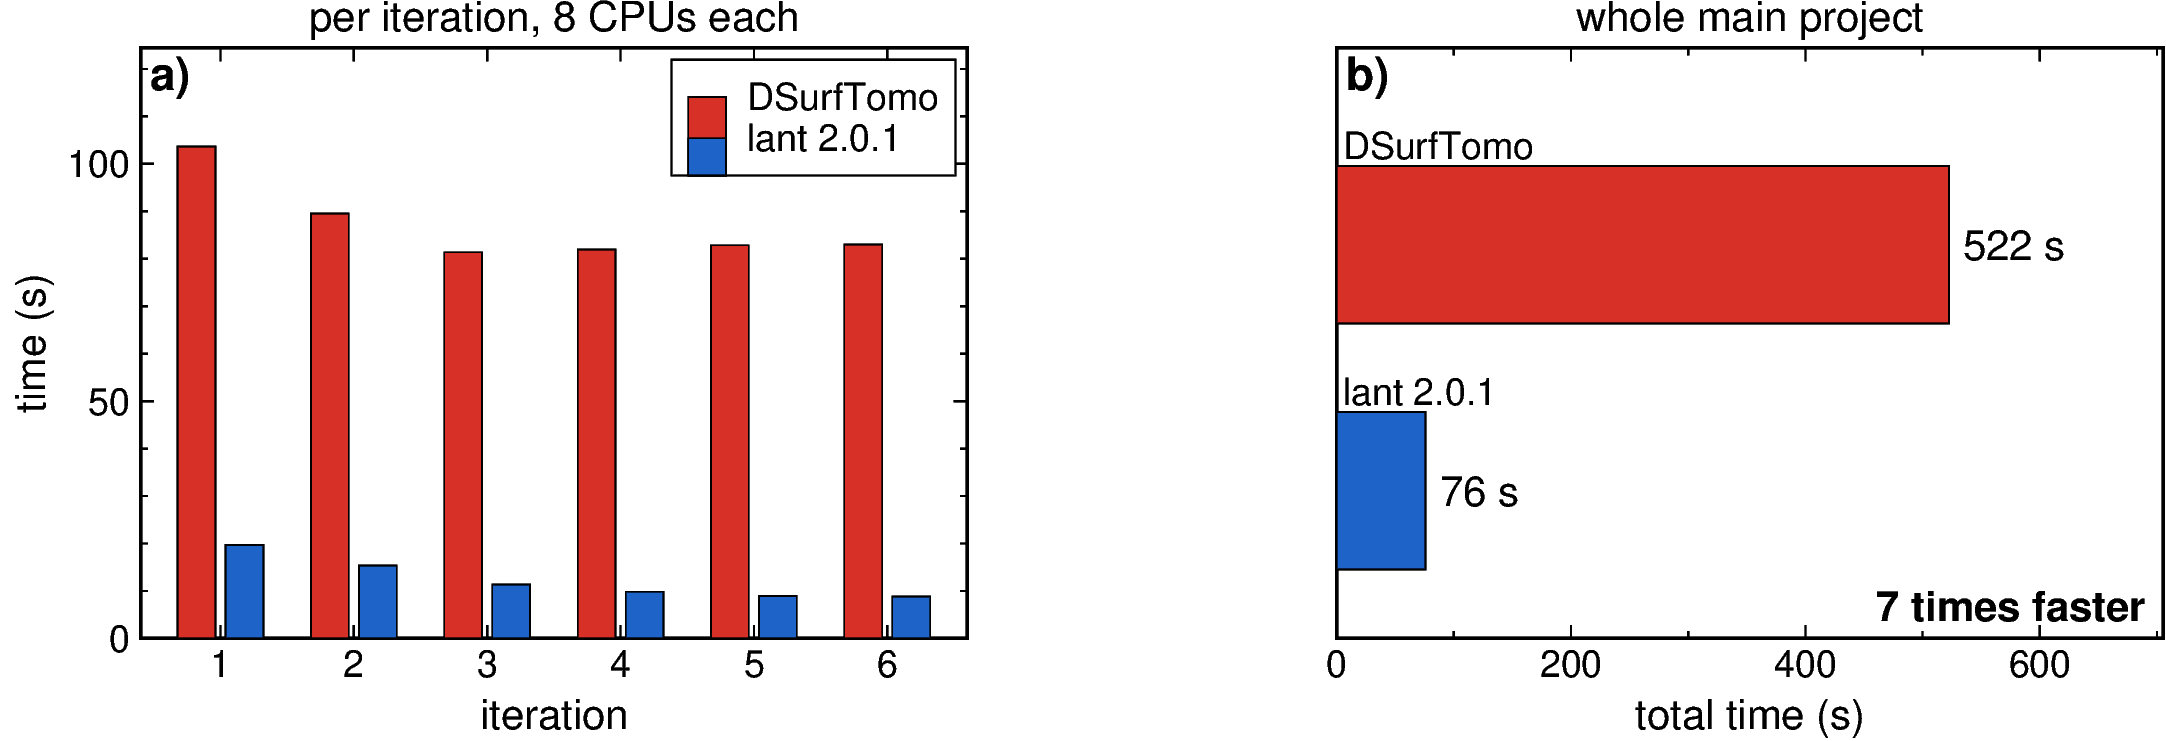 per iteration, 8 CPUs each
a)
DSurfTomo
lant 2.0.1
100
50
0
time (s)
1 2 3 4 5 6
iteration
whole main project
b)
DSurfTomo
522 s
lant 2.0.1
76 s
7 times faster
0 200 400 600
total time (s)